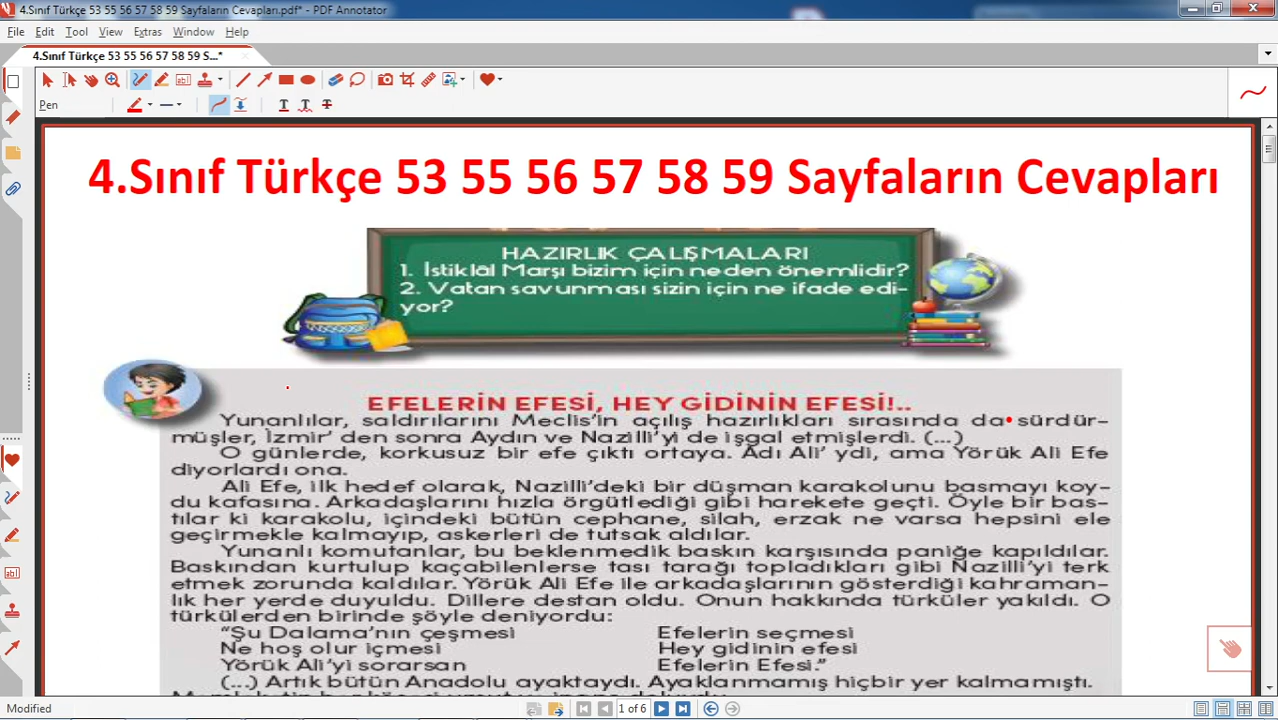 4.Sınıf Türkçe 53 55 56 57 58 59 Sayfaların Cevapları.pdf* - PDF Annotator
File Edit Tool View Extras Window Help
4.Sınıf Türkçe 53 55 56 57 58 59 S...*
Pen
4.Sınıf Türkçe 53 55 56 57 58 59 Sayfaların Cevapları
HAZIRLIK ÇALIŞMALARI
1. İstiklâl Marşı bizim için neden önemlidir?
2. Vatan savunması sizin için ne ifade edi-
yor?
EFELERİN EFESİ, HEY GİDİNİN EFESİ!..
Yunanlılar, saldırılarını Meclis'in açılış hazırlıkları sırasında da sürdür-
müşler, İzmir' den sonra Aydın ve Nazilli'yi de işgal etmişlerdi. (...)
O günlerde, korkusuz bir efe çıktı ortaya. Adı Ali' ydi, ama Yörük Ali Efe
diyorlardı ona.
Ali Efe, ilk hedef olarak, Nazilli'deki bir düşman karakolunu basmayı koy-
du kafasına. Arkadaşlarını hızla örgütlediği gibi harekete geçti. Öyle bir bas-
tılar ki karakolu, içindeki bütün cephane, silah, erzak ne varsa hepsini ele
geçirmekle kalmayıp, askerleri de tutsak aldılar.
Yunanlı komutanlar, bu beklenmedik baskın karşısında paniğe kapıldılar.
Baskından kurtulup kaçabilenlerse tası tarağı topladıkları gibi Nazilli'yi terk
etmek zorunda kaldılar. Yörük Ali Efe ile arkadaşlarının gösterdiği kahraman-
lık her yerde duyuldu. Dillere destan oldu. Onun hakkında türküler yakıldı. O
türkülerden birinde şöyle deniyordu:
"Şu Dalama'nın çeşmesi
Ne hoş olur içmesi
Yörük Ali'yi sorarsan
Efelerin seçmesi
Hey gidinin efesi
Efelerin Efesi."
(...) Artık bütün Anadolu ayaktaydı. Ayaklanmamış hiçbir yer kalmamıştı.
Modified
1 of 6